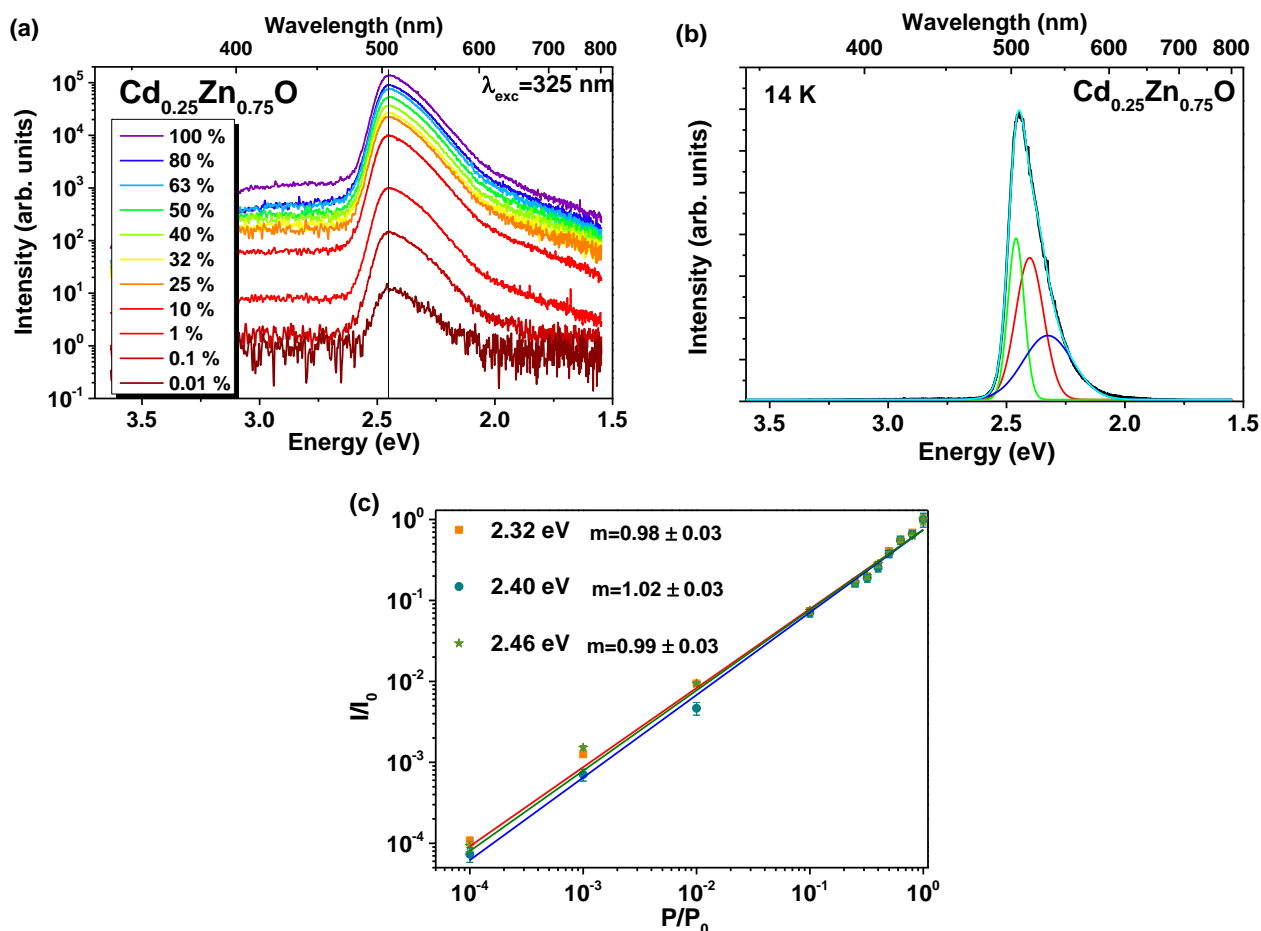 (a)
Wavelength (nm)
400 500 600 700 800
Cd0.25Zn0.75O
λexc=325 nm
100 %
80 %
63 %
50 %
40 %
32 %
25 %
10 %
1 %
0.1 %
0.01 %
Intensity (arb. units)
10^5
10^4
10^3
10^2
10^1
10^0
10^-1
3.5 3.0 2.5 2.0 1.5
Energy (eV)
(b)
Wavelength (nm)
400 500 600 700 800
14 K
Cd0.25Zn0.75O
Intensity (arb. units)
3.5 3.0 2.5 2.0 1.5
Energy (eV)
(c)
2.32 eV m=0.98 ± 0.03
2.40 eV m=1.02 ± 0.03
2.46 eV m=0.99 ± 0.03
I/I0
10^0
10^-1
10^-2
10^-3
10^-4
10^-4 10^-3 10^-2 10^-1 10^0
P/P0